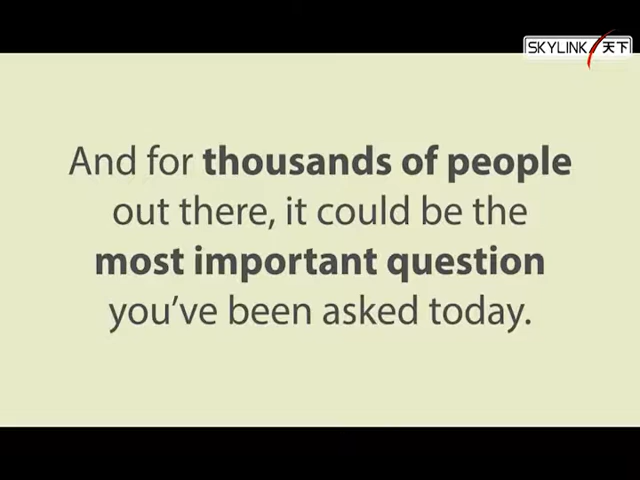 SKYLINK 天下
And for thousands of people
out there, it could be the
most important question
you've been asked today.